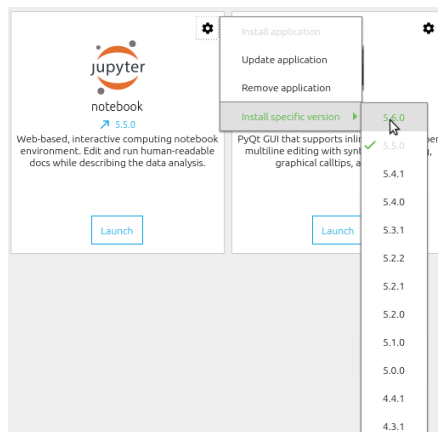 jupyter
notebook
5.5.0
Web-based, interactive computing notebook
environment. Edit and run human-readable
docs while describing the data analysis.
Launch
Install application
Update application
Remove application
Install specific version
PyQt GUI that supports
multiline editing with
graphical calltips,
Launch
5.6.0
5.5.0
5.4.1
5.4.0
5.3.1
5.2.2
5.2.1
5.2.0
5.1.0
5.0.0
4.4.1
4.3.1